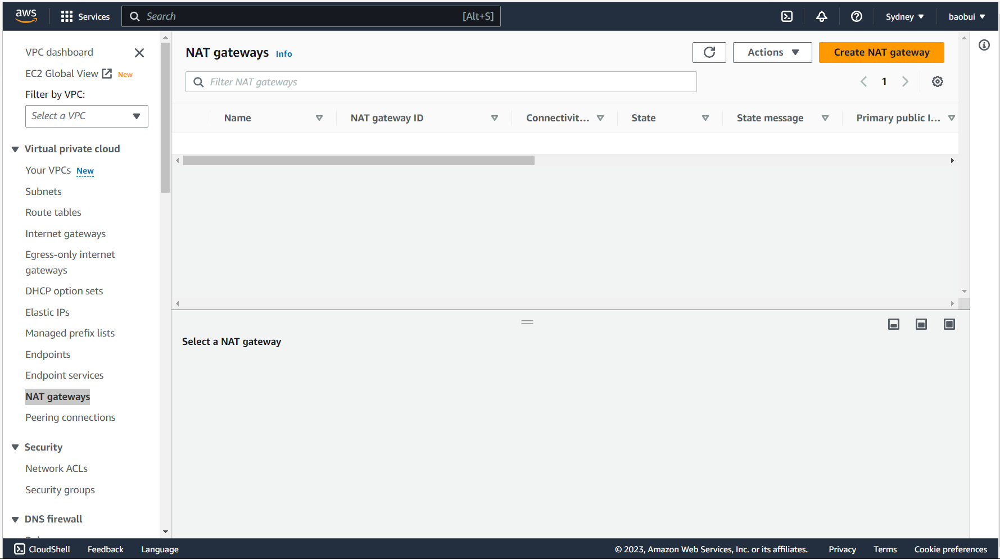 aws
Services
Search
[Alt+S]
Sydney
baobui
VPC dashboard
EC2 Global View New
Filter by VPC:
Select a VPC
Virtual private cloud
Your VPCs New
Subnets
Route tables
Internet gateways
Egress-only internet
gateways
DHCP option sets
Elastic IPs
Managed prefix lists
Endpoints
Endpoint services
NAT gateways
Peering connections
Security
Network ACLs
Security groups
DNS firewall
NAT gateways Info
Actions
Create NAT gateway
Filter NAT gateways
1
Name
NAT gateway ID
Connectivit...
State
State message
Primary public I...
Select a NAT gateway
CloudShell
Feedback
Language
© 2023, Amazon Web Services, Inc. or its affiliates.
Privacy
Terms
Cookie preferences